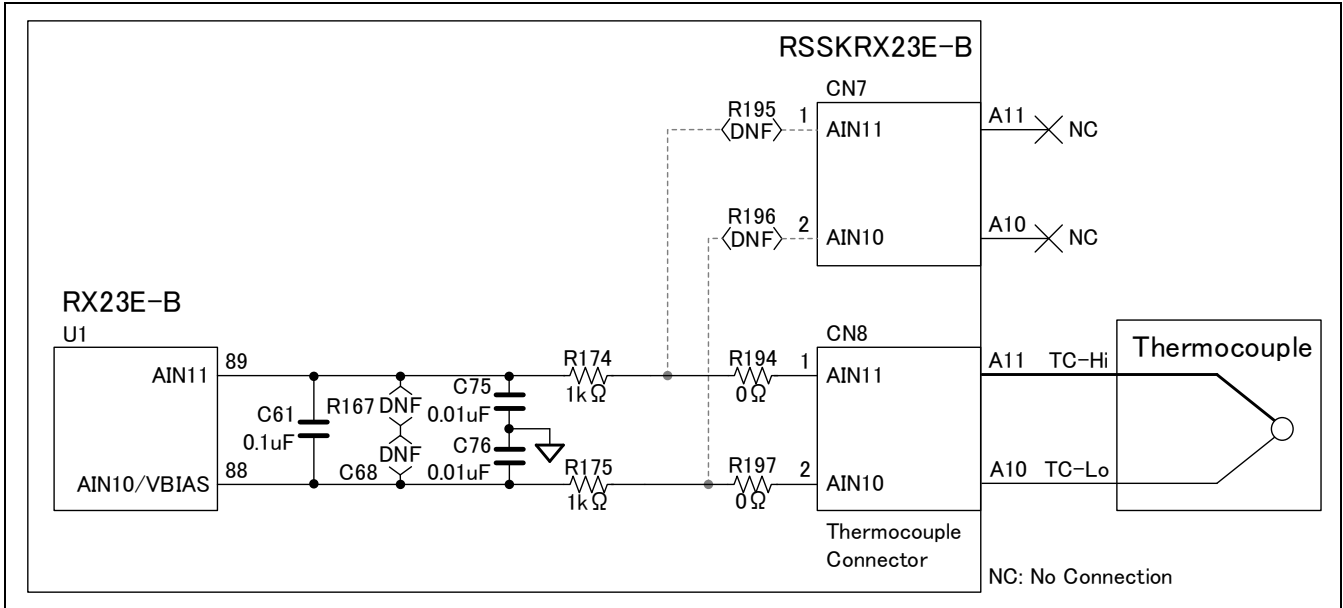 RSSKRX23E-B
CN7
R195
DNF
1
AIN11
A11
NC
R196
DNF
2
AIN10
A10
NC
RX23E-B
U1
CN8
Thermocouple
89
AIN11
R174
1kΩ
R194
0Ω
1
AIN11
A11
TC-Hi
C61
0.1uF
R167
DNF
C75
0.01uF
DNF
C68
C76
0.01uF
88
AIN10/VBIAS
R175
1kΩ
R197
0Ω
2
AIN10
A10
TC-Lo
Thermocouple
Connector
NC: No Connection